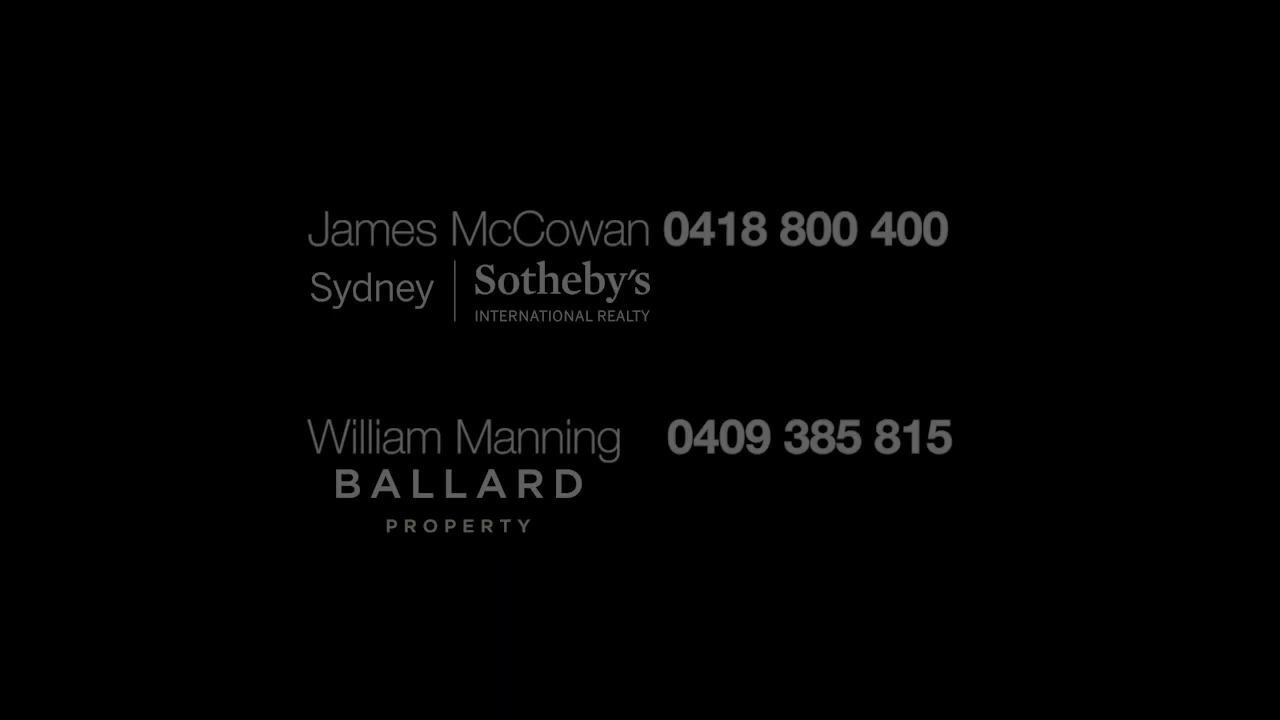 James McCowan 0418 800 400
Sydney Sotheby's
INTERNATIONAL REALTY
William Manning 0409 385 815
BALLARD
PROPERTY